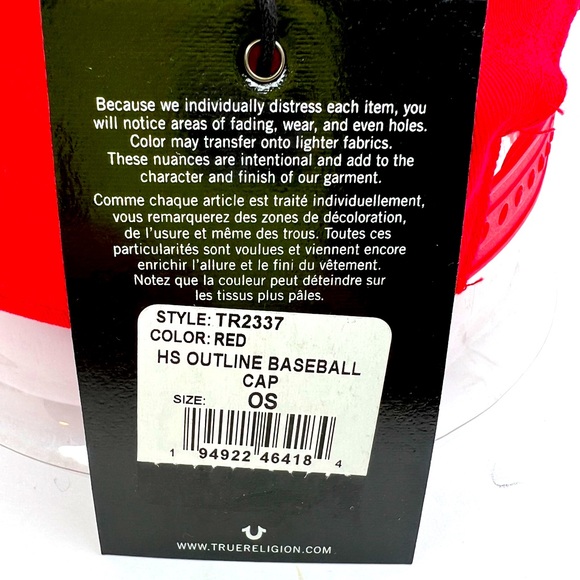 Because we individually distress each item, you
will notice areas of fading, wear, and even holes.
Color may transfer onto lighter fabrics.
These nuances are intentional and add to the
character and finish of our garment.
Comme chaque article est traité individuellement,
vous remarquerez des zones de décoloration,
de l'usure et même des trous. Toutes ces
particularités sont voulues et viennent encore
enrichir l'allure et le fini du vêtement.
Notez que la couleur peut déteindre sur
les tissus plus pâles.
STYLE: TR2337
COLOR: RED
HS OUTLINE BASEBALL
CAP
SIZE: OS
1 94922 46418 4
WWW.TRUERELIGION.COM